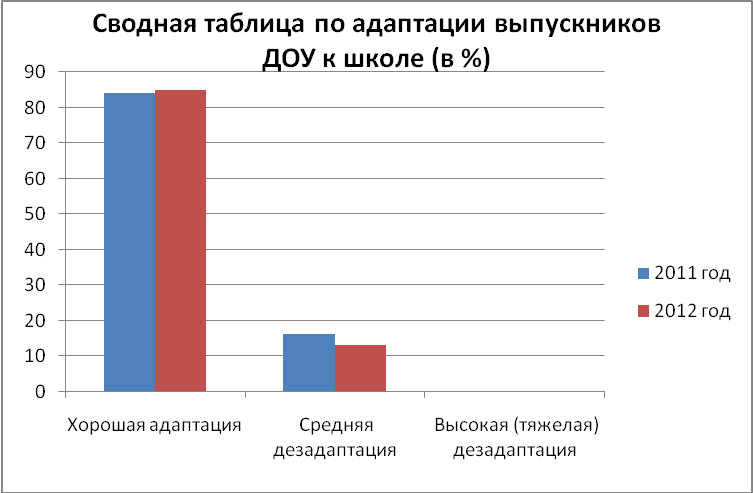 Сводная таблица по адаптации выпускников
ДОУ к школе (в %)
90
80
70
60
50
40
30
20
10
0
Хорошая адаптация
Средняя
дезадаптация
Высокая (тяжелая)
дезадаптация
2011 год
2012 год